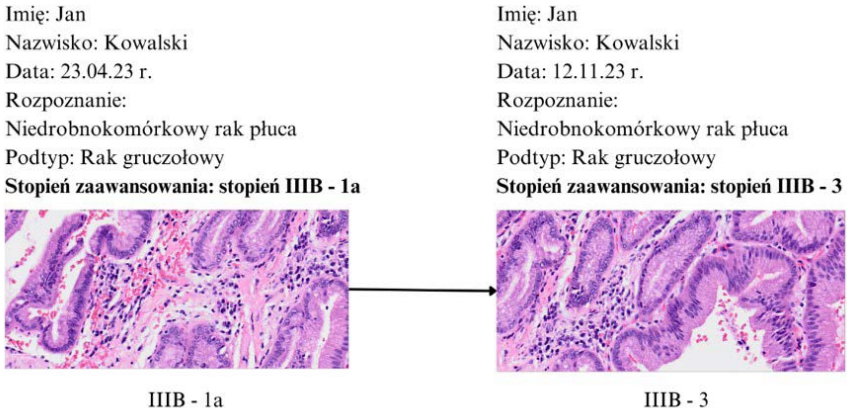 Imię: Jan
Nazwisko: Kowalski
Data: 23.04.23 r.
Rozpoznanie:
Niedrobnokomórkowy rak płuca
Podtyp: Rak gruczołowy
Stopień zaawansowania: stopień IIIB - 1a
IIIB - 1a
Imię: Jan
Nazwisko: Kowalski
Data: 12.11.23 r.
Rozpoznanie:
Niedrobnokomórkowy rak płuca
Podtyp: Rak gruczołowy
Stopień zaawansowania: stopień IIIB - 3
IIIB - 3